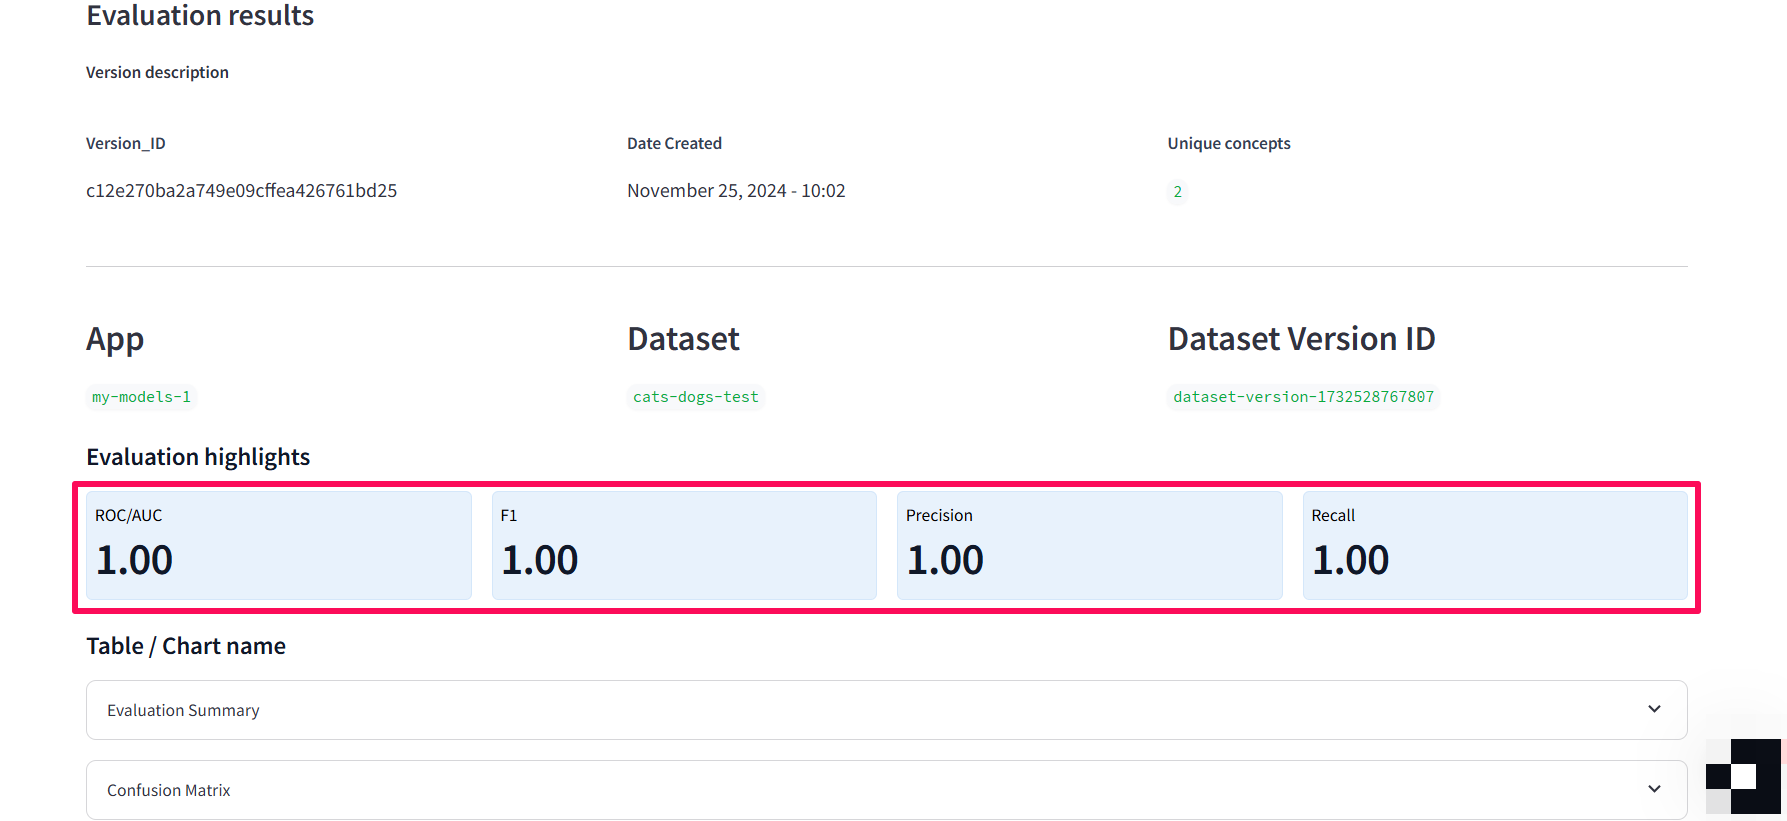 Evaluation results
Version description
Version_ID Date Created Unique concepts
c12e270ba2a749e09cffea426761bd25 November 25, 2024 - 10:02 2
App Dataset Dataset Version ID
my-models-1 cats-dogs-test dataset-version-1732528767807
Evaluation highlights
ROC/AUC F1 Precision Recall
1.00 1.00 1.00 1.00
Table / Chart name
Evaluation Summary
Confusion Matrix